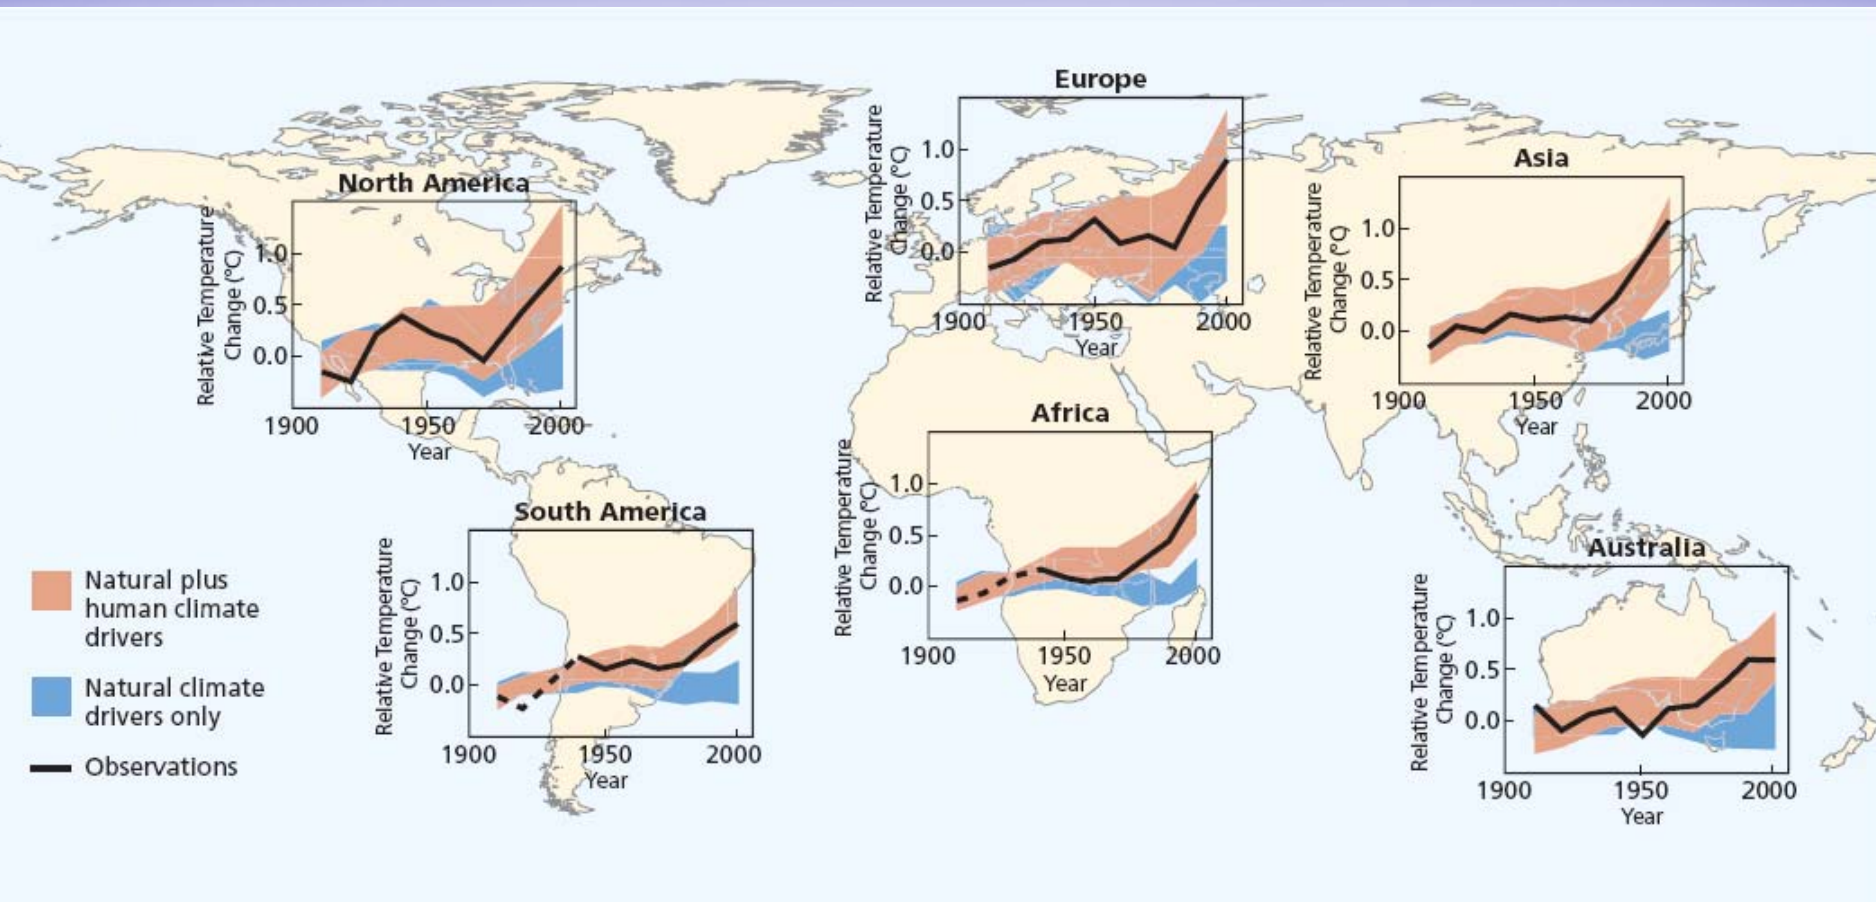 Europe
Relative Temperature
Change (°C)
1.0
0.5
0.0
1900
1950
2000
Year
Asia
Relative Temperature
Change (°C)
1.0
0.5
0.0
1900
1950
2000
Year
North America
Relative Temperature
Change (°C)
1.0
0.5
0.0
1900
1950
2000
Year
Africa
Relative Temperature
Change (°C)
1.0
0.5
0.0
1900
1950
2000
Year
South America
Relative Temperature
Change (°C)
1.0
0.5
0.0
1900
1950
2000
Year
Australia
Relative Temperature
Change (°C)
1.0
0.5
0.0
1900
1950
2000
Year
Natural plus
human climate
drivers
Natural climate
drivers only
Observations